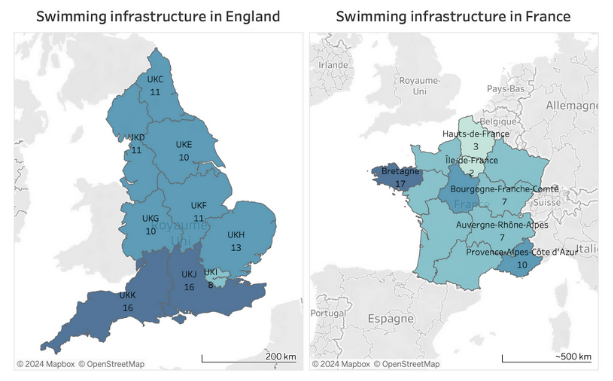 Swimming infrastructure in England
UKC
11
UKD
11
UKE
10
UKF
11
UKG
10
Royaume-
Uni
UKH
13
UKJ
16
UKI
8
UKK
16
200 km
© 2024 Mapbox © OpenStreetMap
Swimming infrastructure in France
Irlande
Royaume-
Uni
Pays-Bas
Allemagne
Belgique
Hauts-de-France
3
Île-de-France
2
Bretagne
17
Bourgogne-Franche-Comté
7
France
Suisse
Auvergne-Rhône-Alpes
7
Provence-Alpes-Côte d'Azur
10
Itali
Portugal
Espagne
~500 km
© 2024 Mapbox © OpenStreetMap